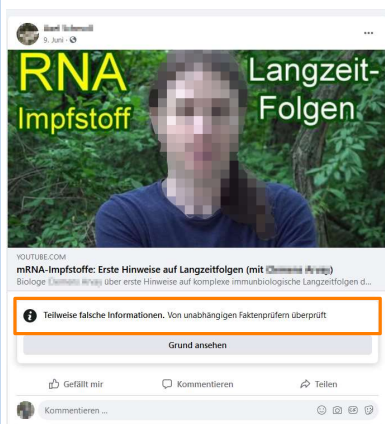 9. Juni
RNA
Impfstoff
Langzeit-
Folgen
YOUTUBE.COM
mRNA-Impfstoffe: Erste Hinweise auf Langzeitfolgen (mit
Biologe über erste Hinweise auf komplexe immunbiologische Langzeitfolgen d...
Teilweise falsche Informationen. Von unabhängigen Faktenprüfern überprüft
Grund ansehen
Gefällt mir Kommentieren Teilen
Kommentieren ...